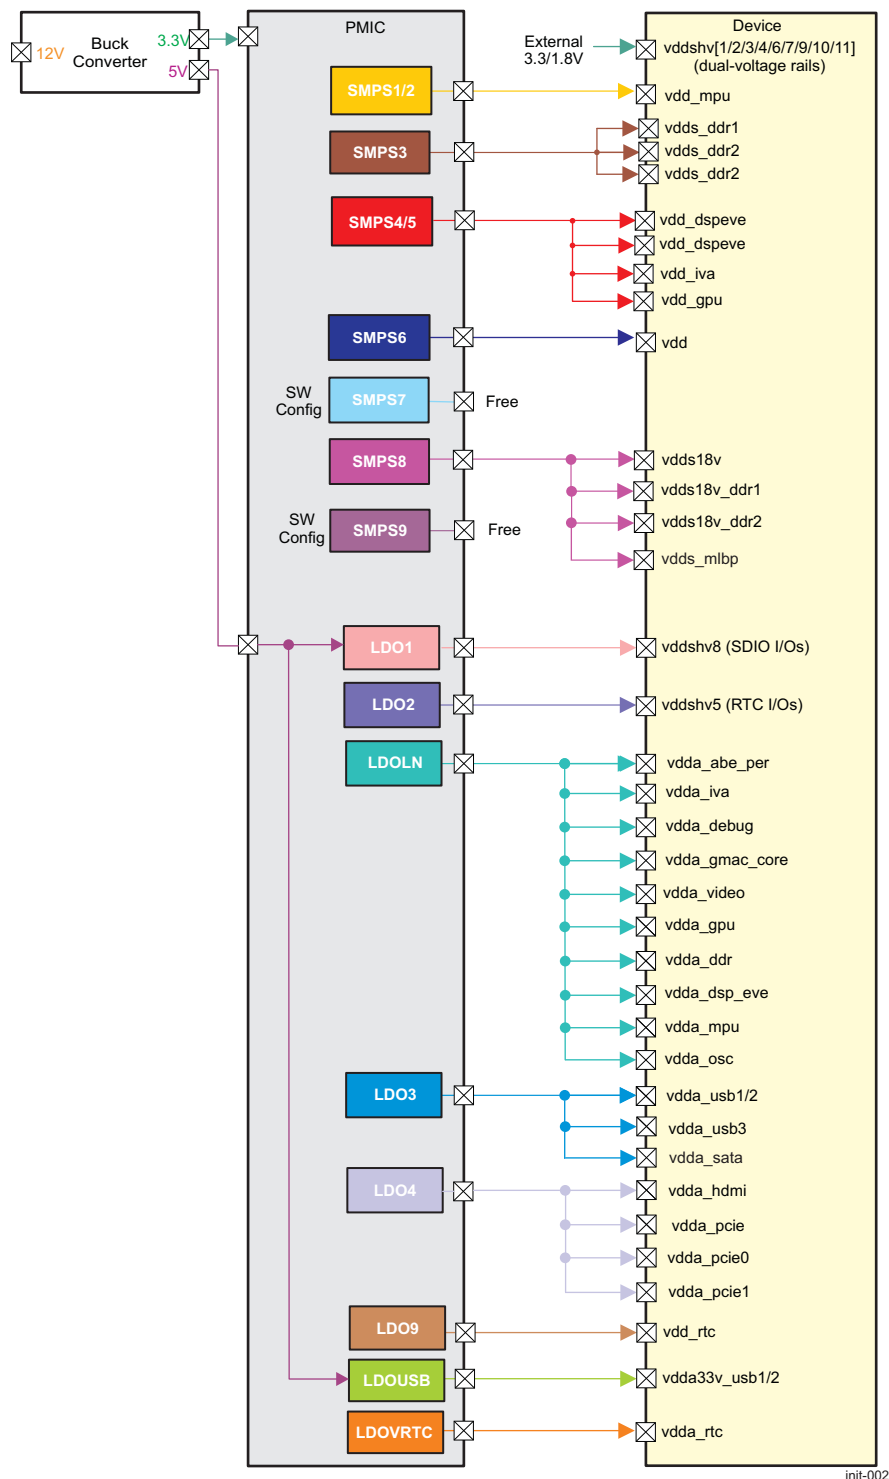 PMIC
Device
12V
Buck
Converter
3.3V
5V
External
3.3/1.8V
vddshv[1/2/3/4/6/7/9/10/11]
(dual-voltage rails)
SMPS1/2
vdd_mpu
SMPS3
vdds_ddr1
vdds_ddr2
vdds_ddr2
SMPS4/5
vdd_dspeve
vdd_dspeve
vdd_iva
vdd_gpu
SMPS6
vdd
SW
Config
SMPS7
Free
SMPS8
vdds18v
vdds18v_ddr1
vdds18v_ddr2
vdds_mlbp
SW
Config
SMPS9
Free
LDO1
vddshv8 (SDIO I/Os)
LDO2
vddshv5 (RTC I/Os)
LDOLN
vdda_abe_per
vdda_iva
vdda_debug
vdda_gmac_core
vdda_video
vdda_gpu
vdda_ddr
vdda_dsp_eve
vdda_mpu
vdda_osc
LDO3
vdda_usb1/2
vdda_usb3
vdda_sata
LDO4
vdda_hdmi
vdda_pcie
vdda_pcie0
vdda_pcie1
LDO9
vdd_rtc
LDOUSB
vdda33v_usb1/2
LDOVRTC
vdda_rtc
init-002